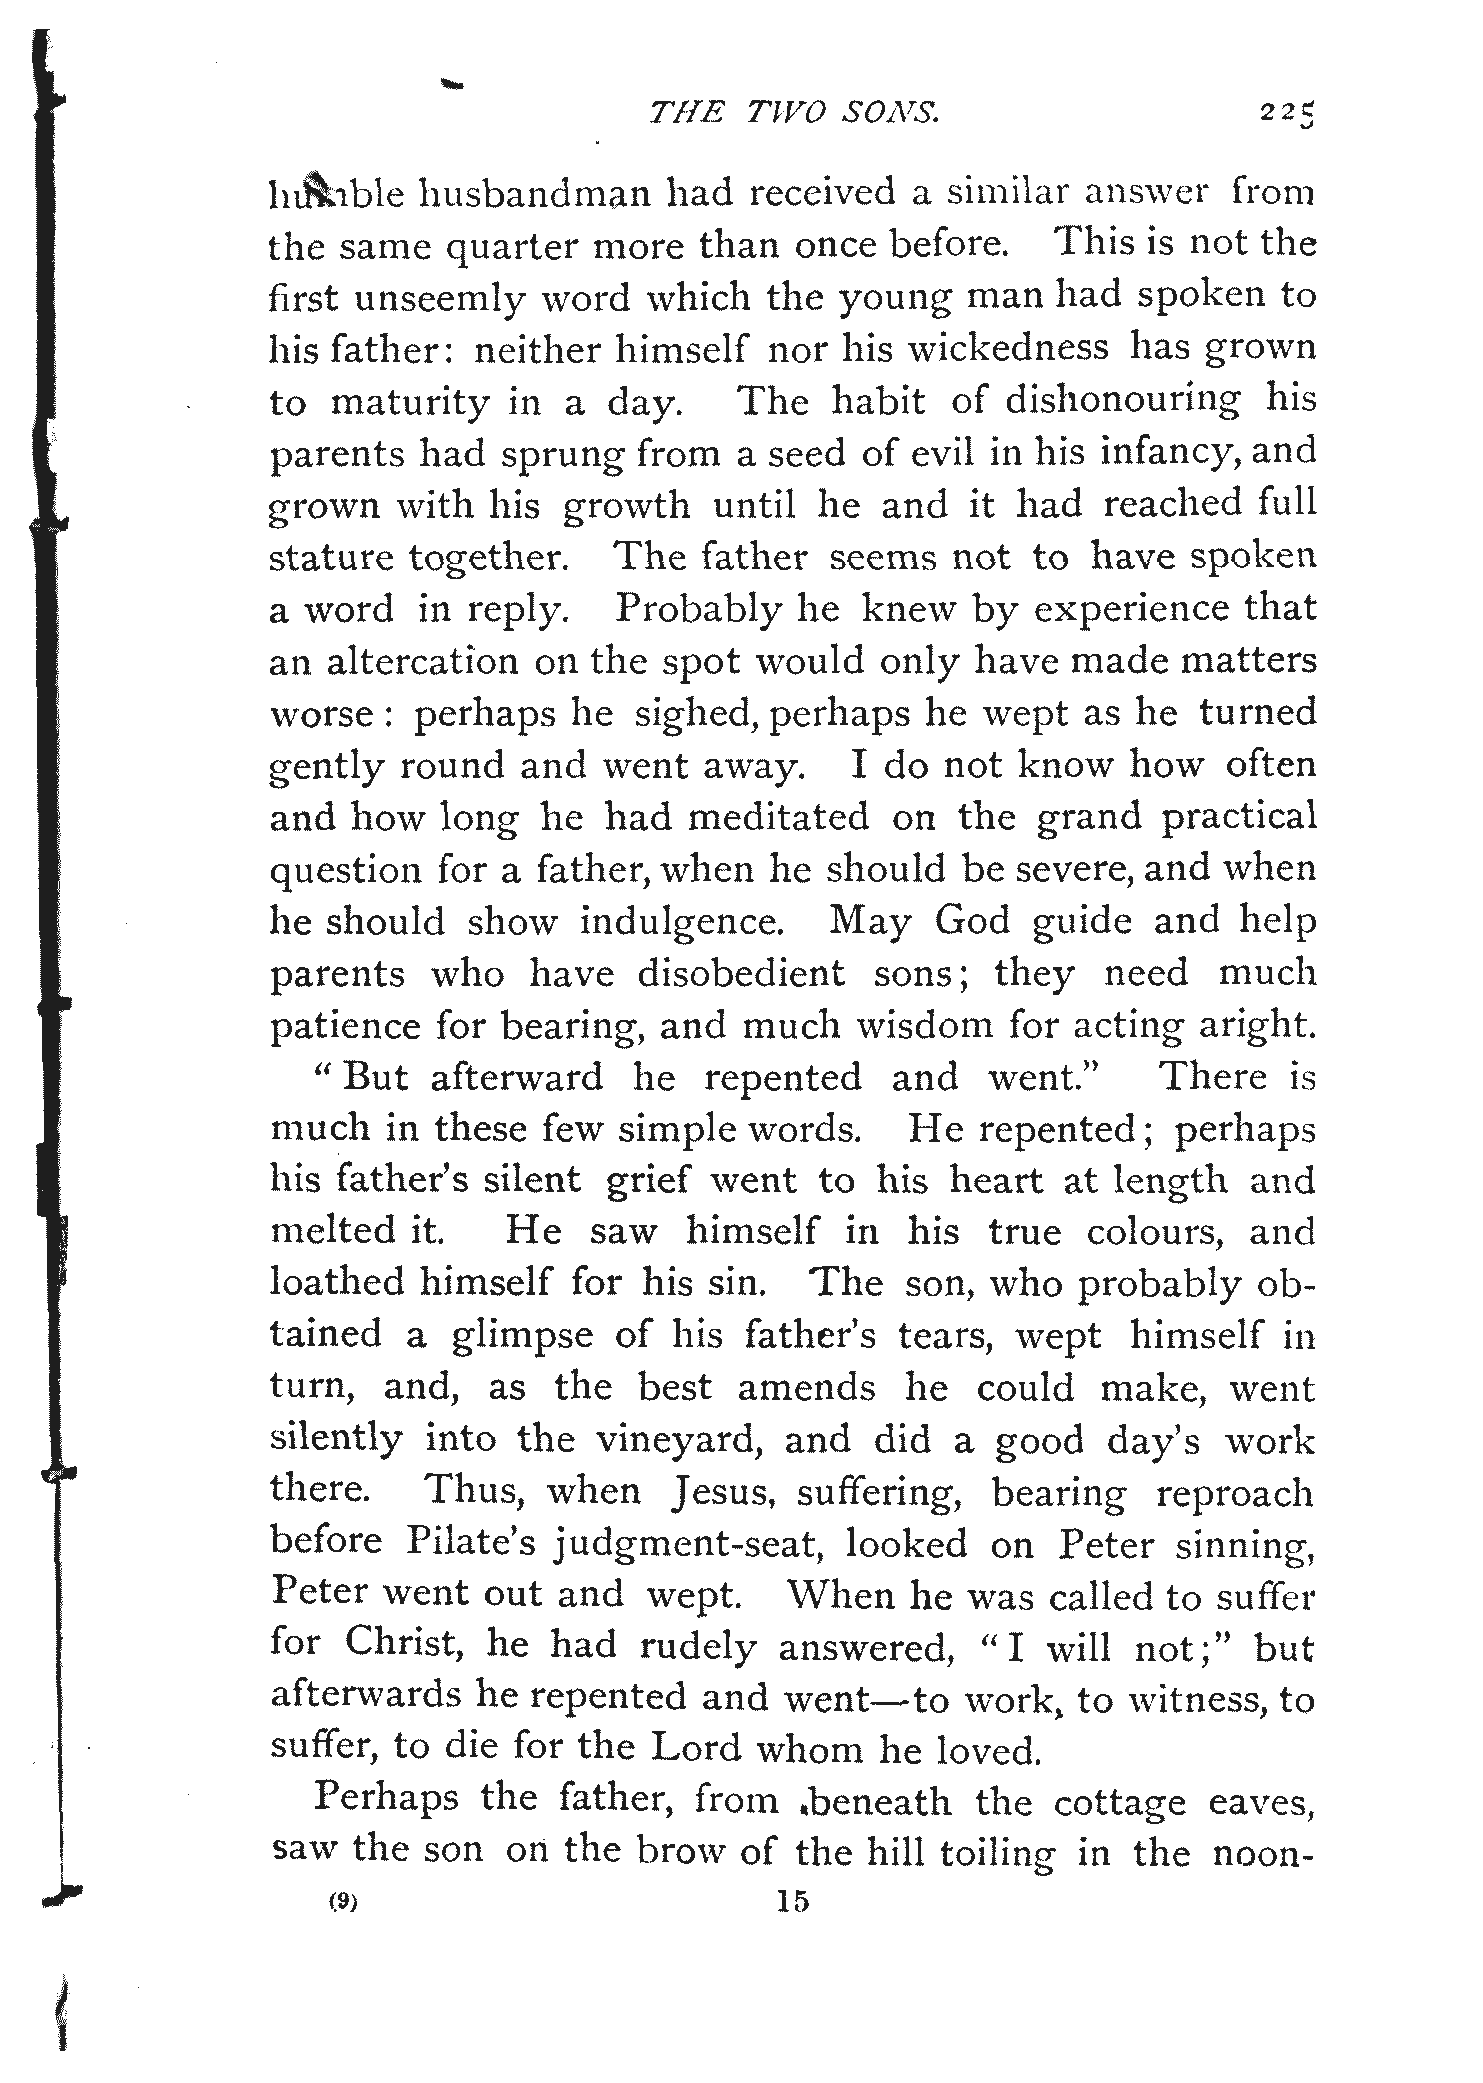 THE TWO SONS. 225
humble husbandman had received a similar answer from
the same quarter more than once before. This is not the
first unseemly word which the young man had spoken to
his father: neither himself nor his wickedness has grown
to maturity in a day. The habit of dishonouring his
parents had sprung from a seed of evil in his infancy, and
grown with his growth until he and it had reached full
stature together. The father seems not to have spoken
a word in reply. Probably he knew by experience that
an altercation on the spot would only have made matters
worse : perhaps he sighed, perhaps he wept as he turned
gently round and went away. I do not know how often
and how long he had meditated on the grand practical
question for a father, when he should be severe, and when
he should show indulgence. May God guide and help
parents who have disobedient sons; they need much
patience for bearing, and much wisdom for acting aright.
“But afterward he repented and went.” There is
much in these few simple words. He repented; perhaps
his father’s silent grief went to his heart at length and
melted it. He saw himself in his true colours, and
loathed himself for his sin. The son, who probably ob-
tained a glimpse of his father’s tears, wept himself in
turn, and, as the best amends he could make, went
silently into the vineyard, and did a good day’s work
there. Thus, when Jesus, suffering, bearing reproach
before Pilate’s judgment-seat, looked on Peter sinning,
Peter went out and wept. When he was called to suffer
for Christ, he had rudely answered, “I will not;” but
afterwards he repented and went—to work, to witness, to
suffer, to die for the Lord whom he loved.
Perhaps the father, from beneath the cottage eaves,
saw the son on the brow of the hill toiling in the noon-
(9) 15